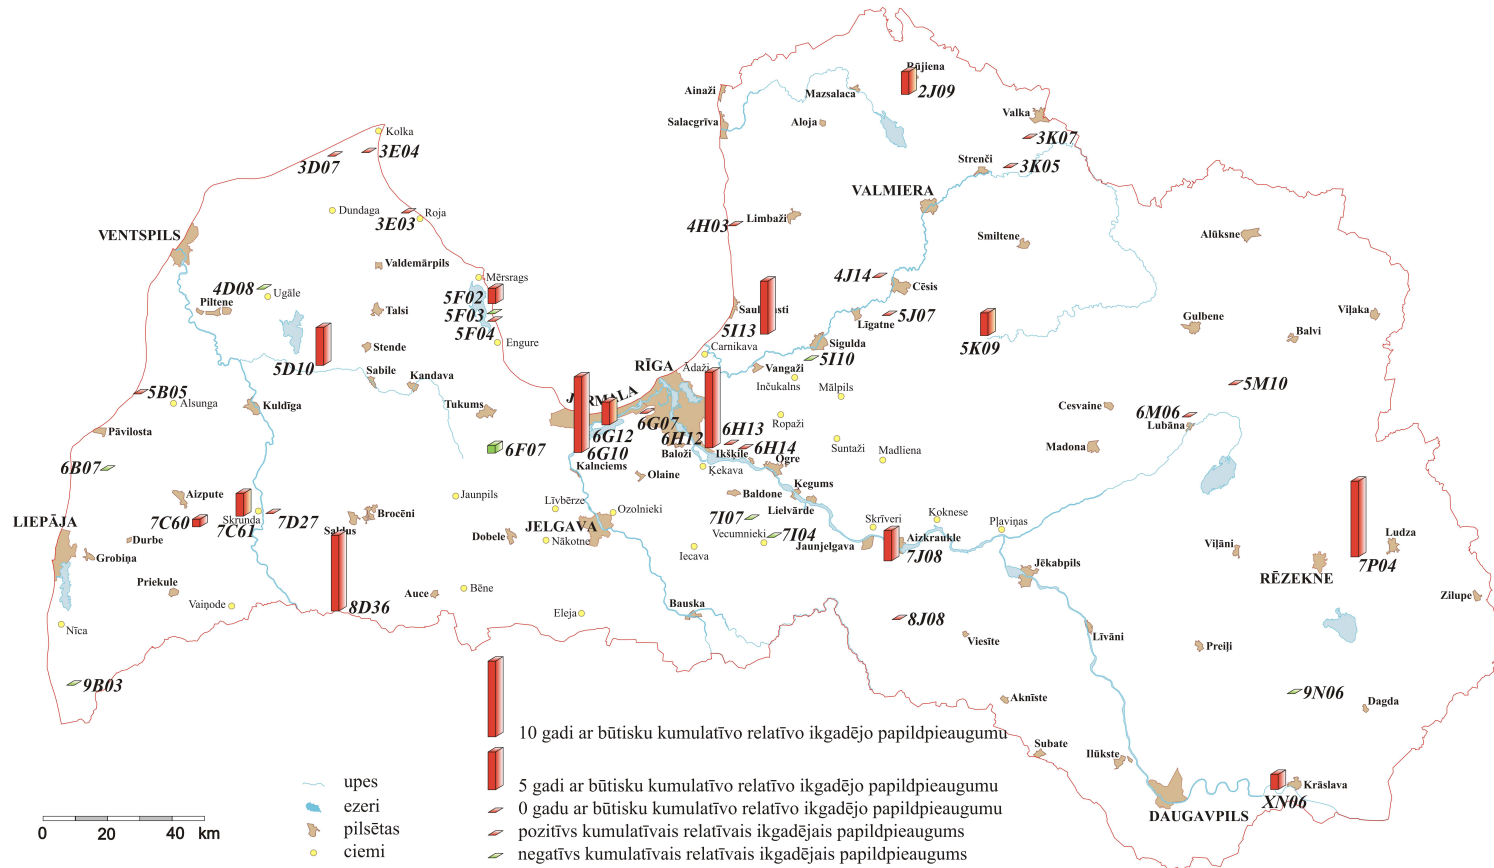 Rūjiena
2J09
Ainaži
Mazsalaca
Salacgrīva
Aloja
Valka
Kolka
3K07
3D07
3E04
Strenči
3K05
VALMIERA
Dundaga
3E03
Roja
Limbaži
4H03
VENTSPILS
Smiltene
Alūksne
Valdemārpils
4J14
Mērsrags
4D08
Ugāle
Cēsis
5F02
Piltene
Talsi
Saulkrasti
5F03
5J07
Līgatne
Gulbene
Viļaka
5F04
5I13
Balvi
Engure
Sigulda
5K09
Stende
Carnikava
5I10
5D10
RĪGA
Ādaži
Vangaži
Sabile
Kandava
Inčukalns
5M10
5B05
Mālpils
JŪRMALA
Alsunga
Kuldīga
Tukums
Cesvaine
6G07
Ropaži
6M06
Pāvilosta
6G12
6H13
Lubāna
6H12
6F07
6G10
6H14
Suntaži
Madona
Baloži
Ikšķile
Madliena
6B07
Kalnciems
Ogre
Olaine
Ķekava
Ķegums
Aizpute
Jaunpils
Baldone
Līvbērze
Lielvārde
Brocēni
Ozolnieki
7I07
Skrīveri
Koknese
7C60
Skrunda
7D27
LIEPĀJA
7C61
Saldus
JELGAVA
Pļaviņas
Durbe
Dobele
Vecumnieki
7I04
Ludza
Nākotne
Jaunjelgava
Aizkraukle
Viļāni
Iecava
Grobiņa
7J08
7P04
Jēkabpils
RĒZEKNE
Priekule
Bēne
Auce
Zilupe
Vaiņode
8D36
Bauska
Eleja
8J08
Nīca
Viesīte
Līvāni
Preiļi
9B03
9N06
Aknīste
Dagda
10 gadi ar būtisku kumulatīvo relatīvo ikgadējo papildpieaugumu
Subate
Ilūkste
upes
5 gadi ar būtisku kumulatīvo relatīvo ikgadējo papildpieaugumu
Krāslava
XN06
ezeri
0 gadu ar būtisku kumulatīvo relatīvo ikgadējo papildpieaugumu
DAUGAVPILS
pilsētas
pozitīvs kumulatīvais relatīvais ikgadējais papildpieaugums
0 20 40 km
ciemi
negatīvs kumulatīvais relatīvais ikgadējais papildpieaugums